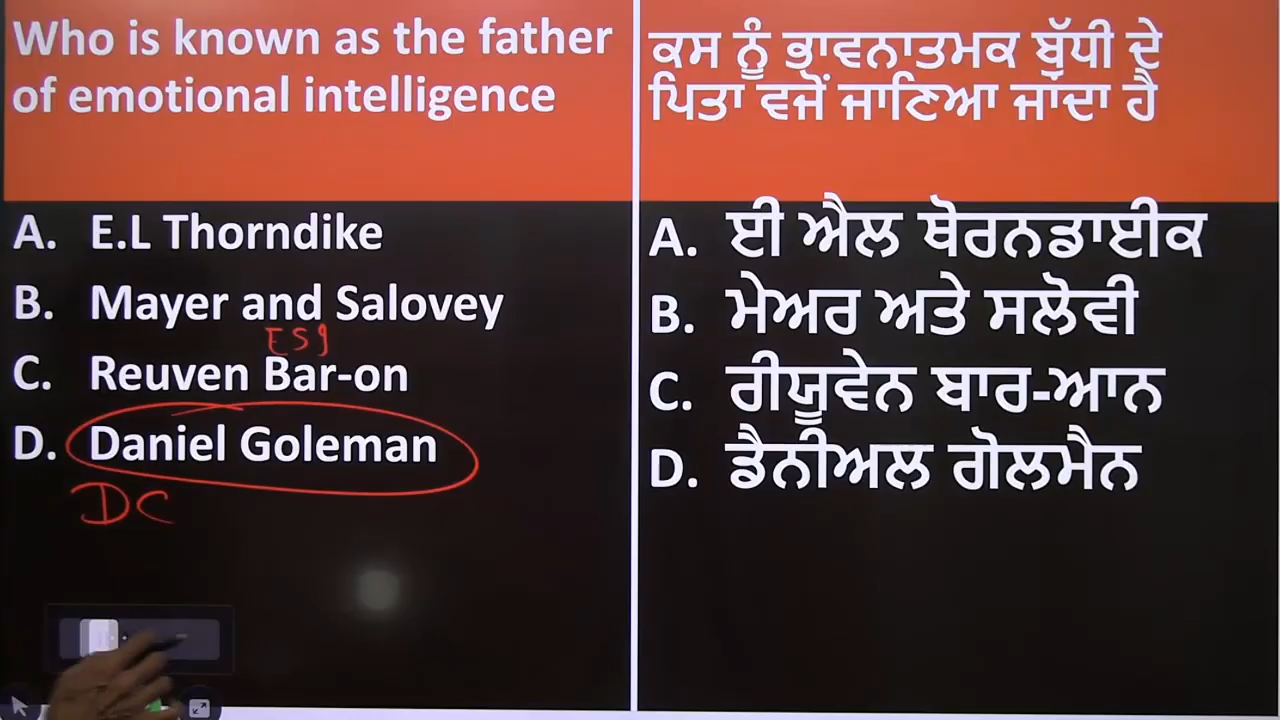 Who is known as the father
of emotional intelligence
A. E.L Thorndike
B. Mayer and Salovey
ESI
C. Reuven Bar-on
D. Daniel Goleman
DC
ਕਸ ਨੂੰ ਭਾਵਨਾਤਮਕ ਬੁੱਧੀ ਦੇ
ਪਿਤਾ ਵਜੋਂ ਜਾਣਿਆ ਜਾਂਦਾ ਹੈ
A. ਈ ਐਲ ਥੋਰਨਡਾਈਕ
B. ਮੇਅਰ ਅਤੇ ਸਲੋਵੀ
C. ਰੀਯੂਵੇਨ ਬਾਰ-ਆਨ
D. ਡੈਨੀਅਲ ਗੋਲਮੈਨ